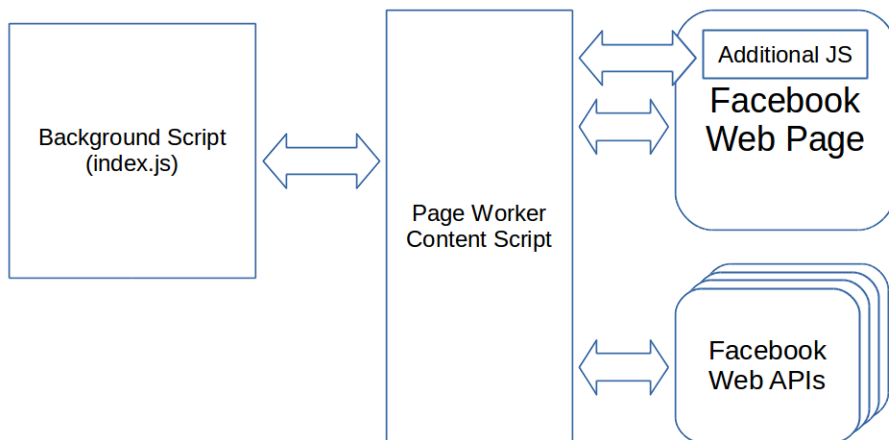 Background Script
(index.js)
Page Worker
Content Script
Additional JS
Facebook
Web Page
Facebook
Web APIs